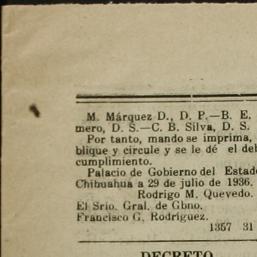 M. Márquez D., D. P.—B. E.
mero, D. S.—C. B. Silva, D. S.
Por tanto, mando se imprima,
blique y circule y se le dé el deb
cumplimiento.
Palacio de Gobierno del Estado
Chihuahua a 29 de julio de 1936.
Rodrigo M. Quevedo.
El Srio. Gral. de Gbno.
Francisco G. Rodríguez.
1357 31
DECRETO